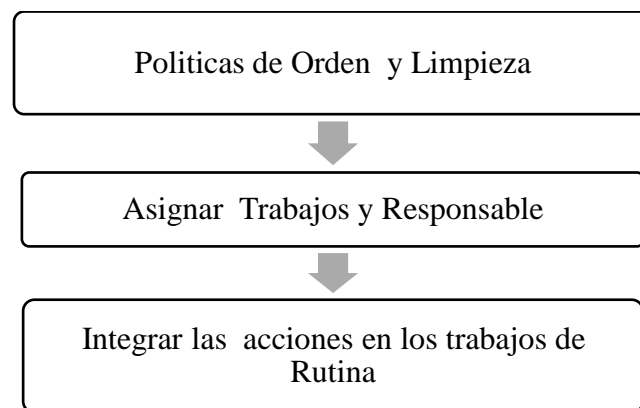 Politicas de Orden  y Limpieza
Asignar  Trabajos y Responsable
Integrar las  acciones en los trabajos de
Rutina